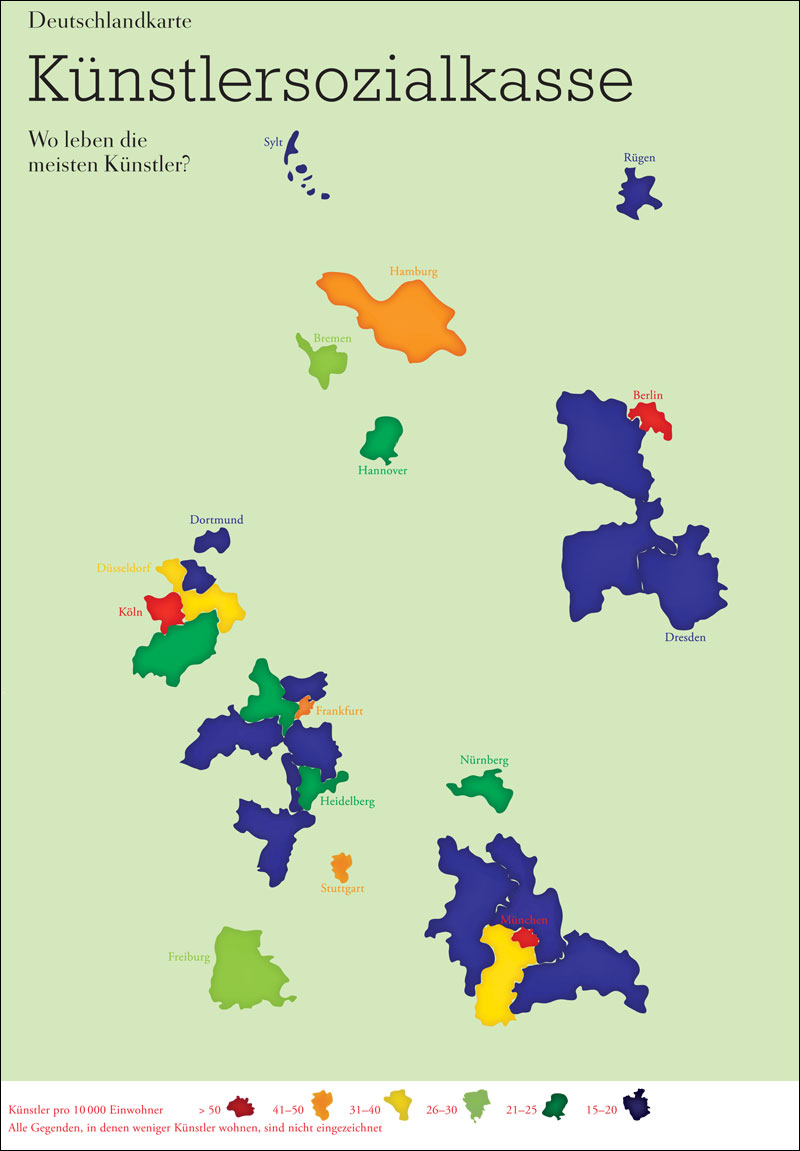 Deutschlandkarte
Künstlersozialkasse
Wo leben die
meisten Künstler?
Sylt
Rügen
Hamburg
Bremen
Berlin
Hannover
Dortmund
Düsseldorf
Köln
Dresden
Frankfurt
Nürnberg
Heidelberg
Stuttgart
München
Freiburg
Künstler pro 10 000 Einwohner > 50 41–50 31–40 26–30 21–25 15–20
Alle Gegenden, in denen weniger Künstler wohnen, sind nicht eingezeichnet